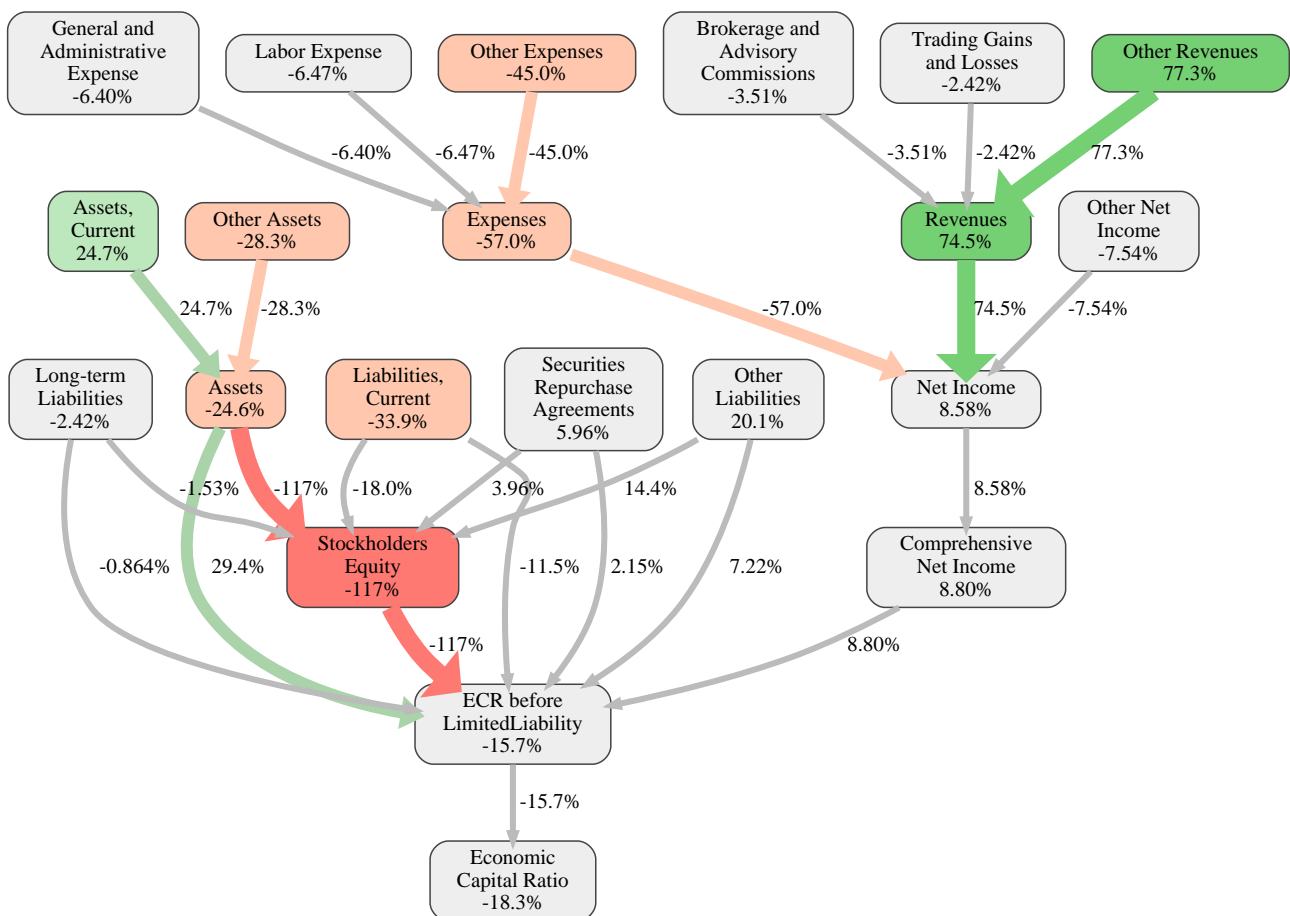 General and
Administrative
Expense
-6.40%
Labor Expense
-6.47%
Other Expenses
-45.0%
Brokerage and
Advisory
Commissions
-3.51%
Trading Gains
and Losses
-2.42%
Other Revenues
77.3%
-6.40%
-6.47%
-45.0%
-3.51%
-2.42%
77.3%
Assets,
Current
24.7%
Other Assets
-28.3%
Expenses
-57.0%
Revenues
74.5%
Other Net
Income
-7.54%
24.7%
-28.3%
-57.0%
74.5%
-7.54%
Long-term
Liabilities
-2.42%
Assets
-24.6%
Liabilities,
Current
-33.9%
Securities
Repurchase
Agreements
5.96%
Other
Liabilities
20.1%
Net Income
8.58%
-1.53%
-117%
-18.0%
3.96%
14.4%
8.58%
-0.864%
29.4%
Stockholders
Equity
-117%
-11.5%
2.15%
7.22%
Comprehensive
Net Income
8.80%
-117%
8.80%
ECR before
LimitedLiability
-15.7%
-15.7%
Economic
Capital Ratio
-18.3%